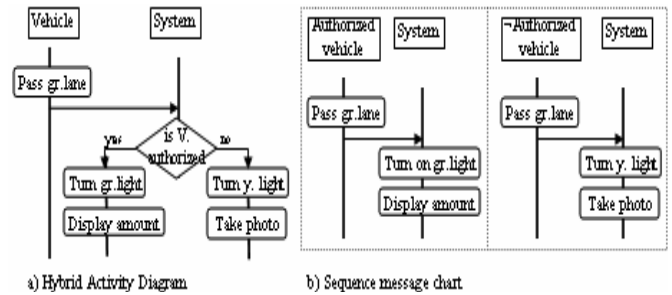 Vehicle
System
Pass gr.lane
is V.
authorized
yes
no
Turn gr.light
Turn y. light
Display amount
Take photo
a) Hybrid Activity Diagram
Authorized
vehicle
System
Pass gr.lane
Turn on gr.light
Display amount
¬Authorized
vehicle
System
Pass gr.lane
Turn y. light
Take photo
b) Sequence message chart